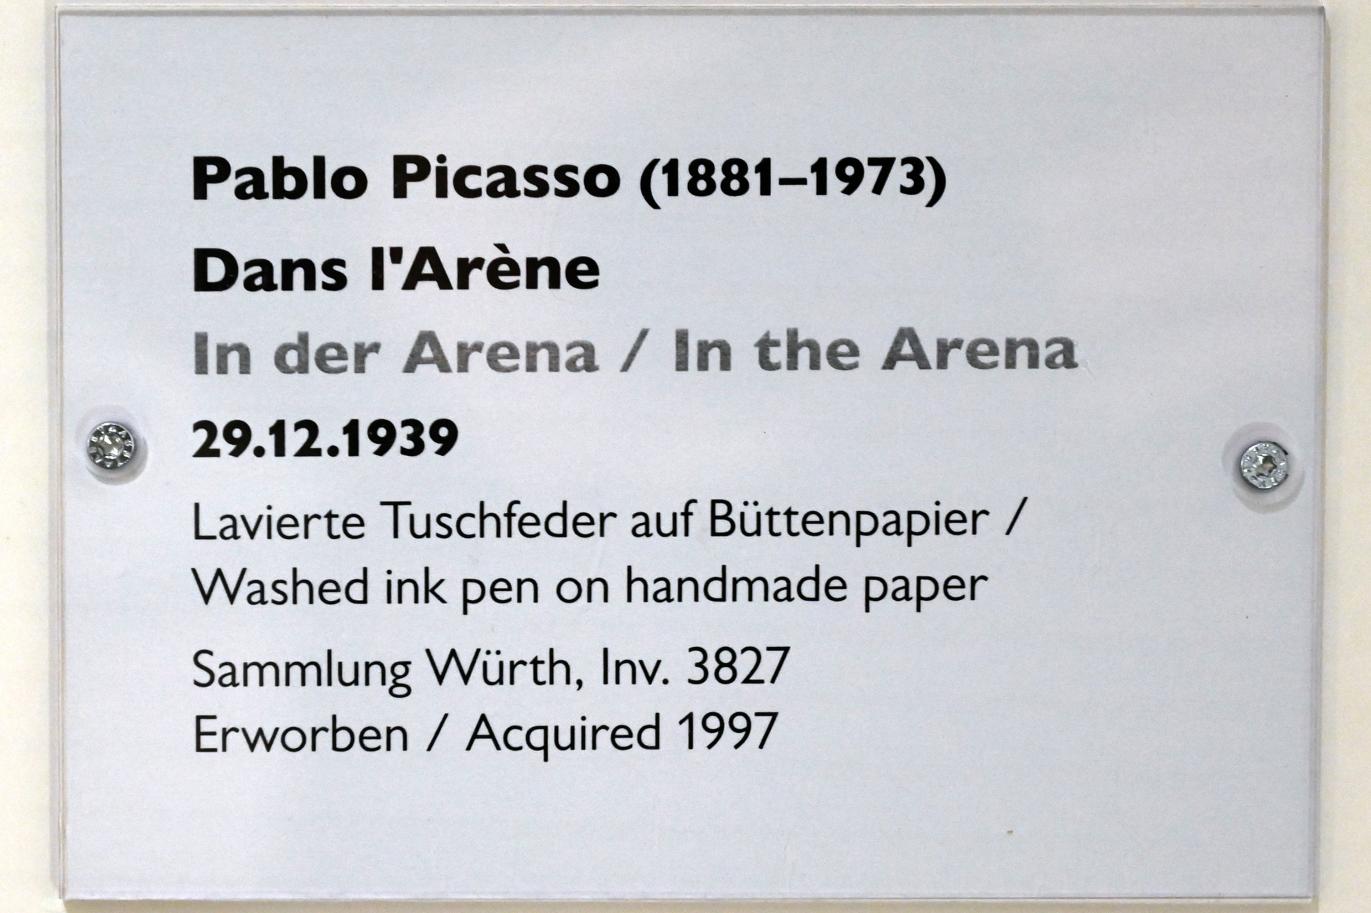 Pablo Picasso (1881–1973)
Dans l'Arène
In der Arena / In the Arena
29.12.1939
Lavierte Tuschfeder auf Büttenpapier /
Washed ink pen on handmade paper
Sammlung Würth, Inv. 3827
Erworben / Acquired 1997